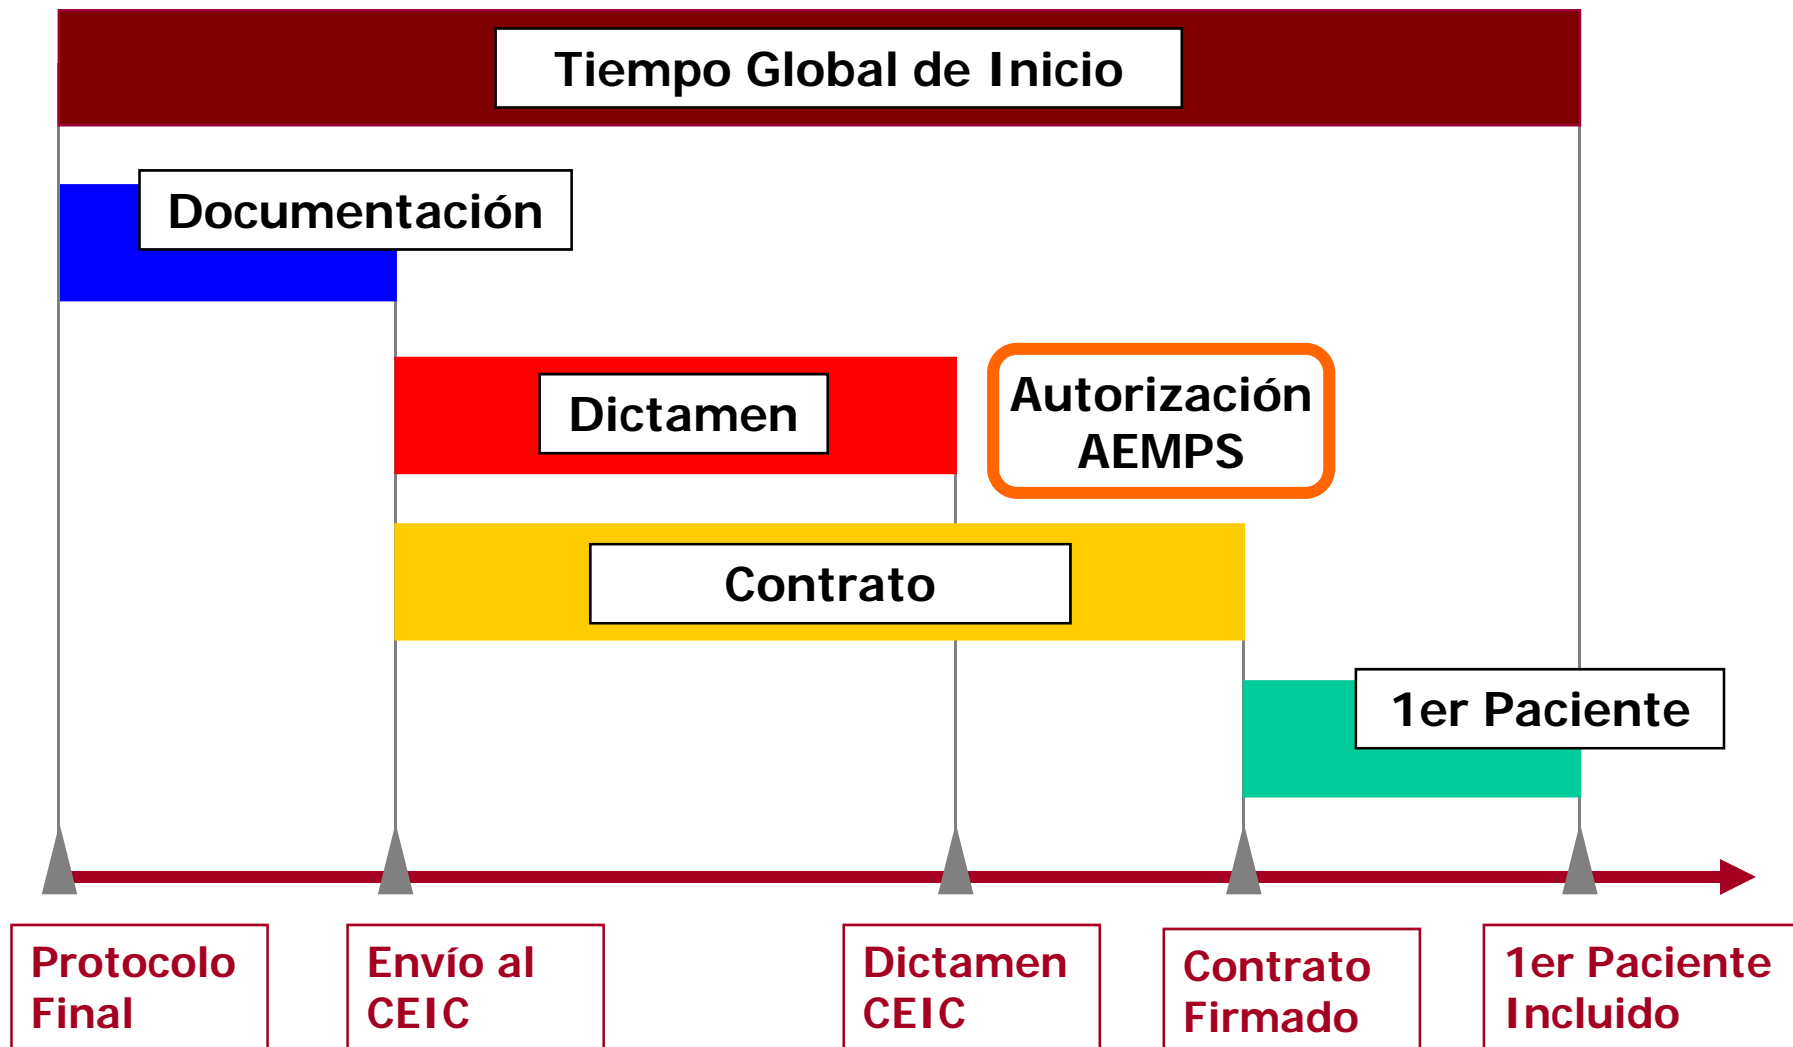 Tiempo Global de Inicio
Documentación
Dictamen
Autorización
AEMPS
Contrato
1er Paciente
Protocolo
Final
Envío al
CEIC
Dictamen
CEIC
Contrato
Firmado
1er Paciente
Incluido